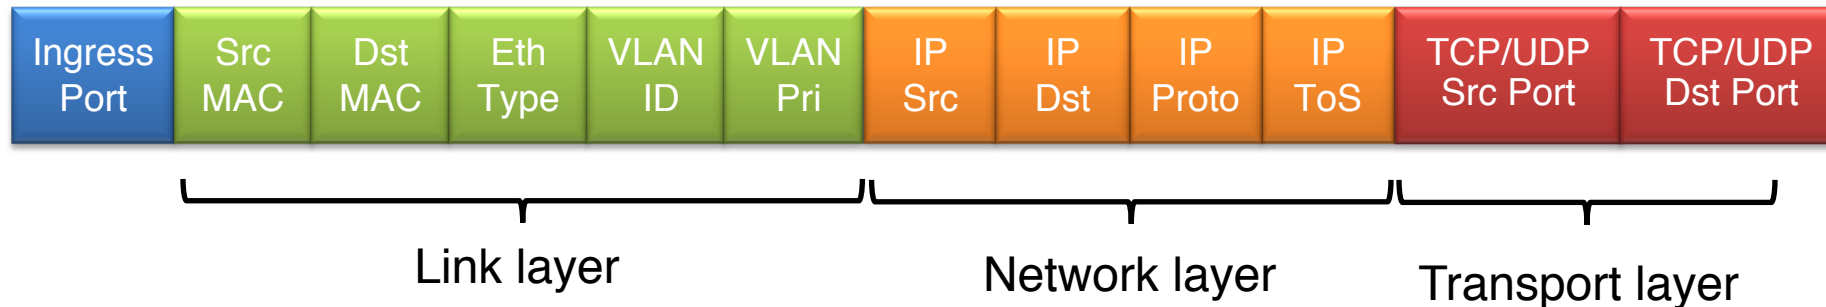 Ingress
Port
Src
MAC
Dst
MAC
Eth
Type
VLAN
ID
VLAN
Pri
IP
Src
IP
Dst
IP
Proto
IP
ToS
TCP/UDP
Src Port
TCP/UDP
Dst Port
Link layer
Network layer
Transport layer